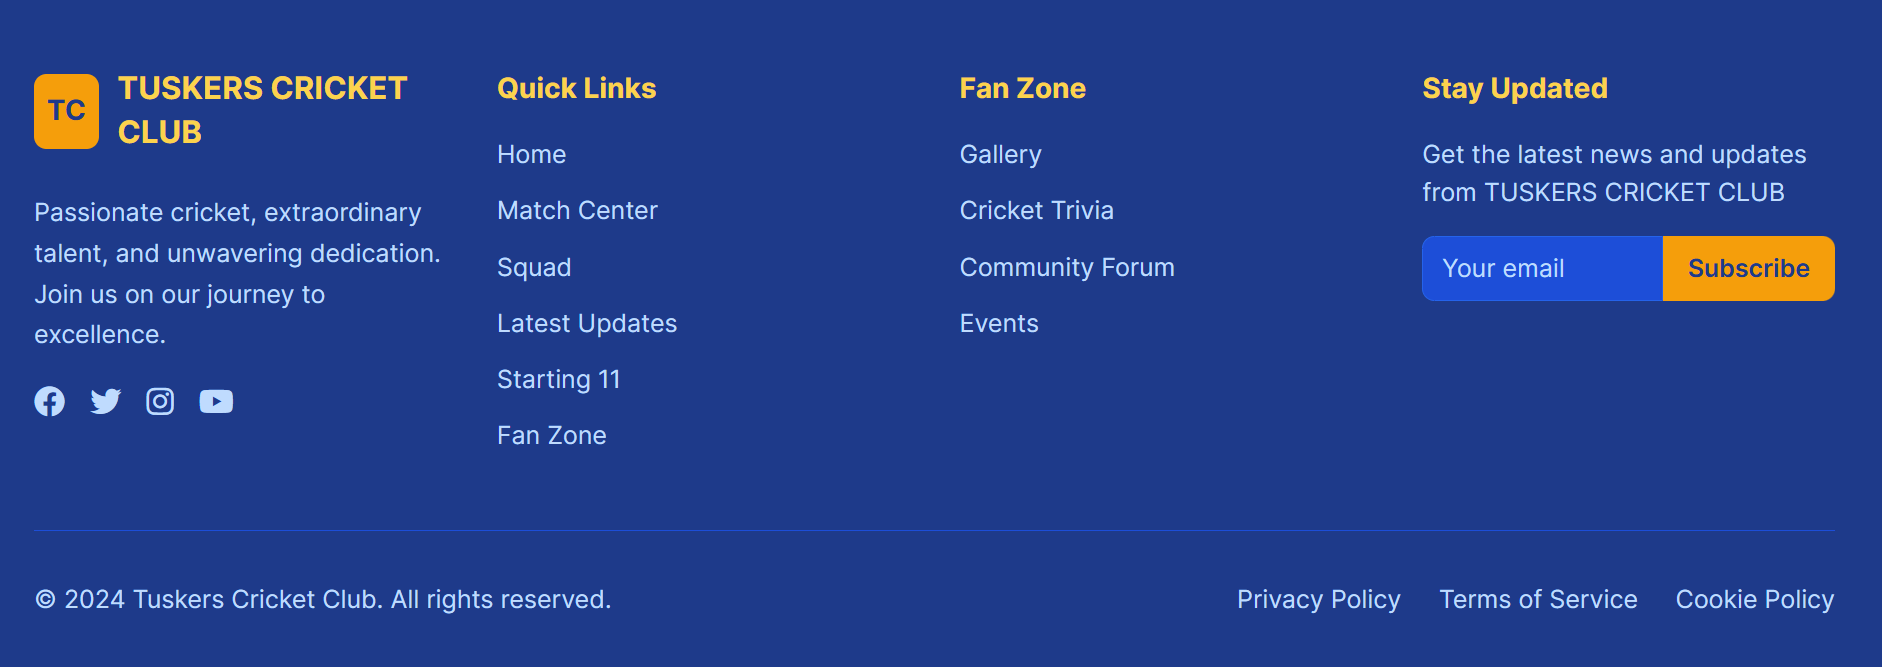 TC
TUSKERS CRICKET
CLUB
Passionate cricket, extraordinary
talent, and unwavering dedication.
Join us on our journey to
excellence.
Quick Links
Home
Match Center
Squad
Latest Updates
Starting 11
Fan Zone
Fan Zone
Gallery
Cricket Trivia
Community Forum
Events
Stay Updated
Get the latest news and updates
from TUSKERS CRICKET CLUB
Your email
Subscribe
© 2024 Tuskers Cricket Club. All rights reserved.
Privacy Policy
Terms of Service
Cookie Policy